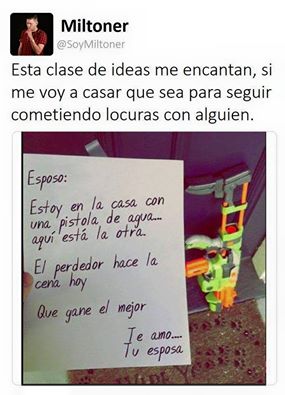 Miltoner
@SoyMiltoner
Esta clase de ideas me encantan, si
me voy a casar que sea para seguir
cometiendo locuras con alguien.
Esposo:
Estoy en la casa con
una pistola de agua...
aquí está la otra.
El perdedor hace la
cena hoy
Que gane el mejor
Te amo....
Tu esposa